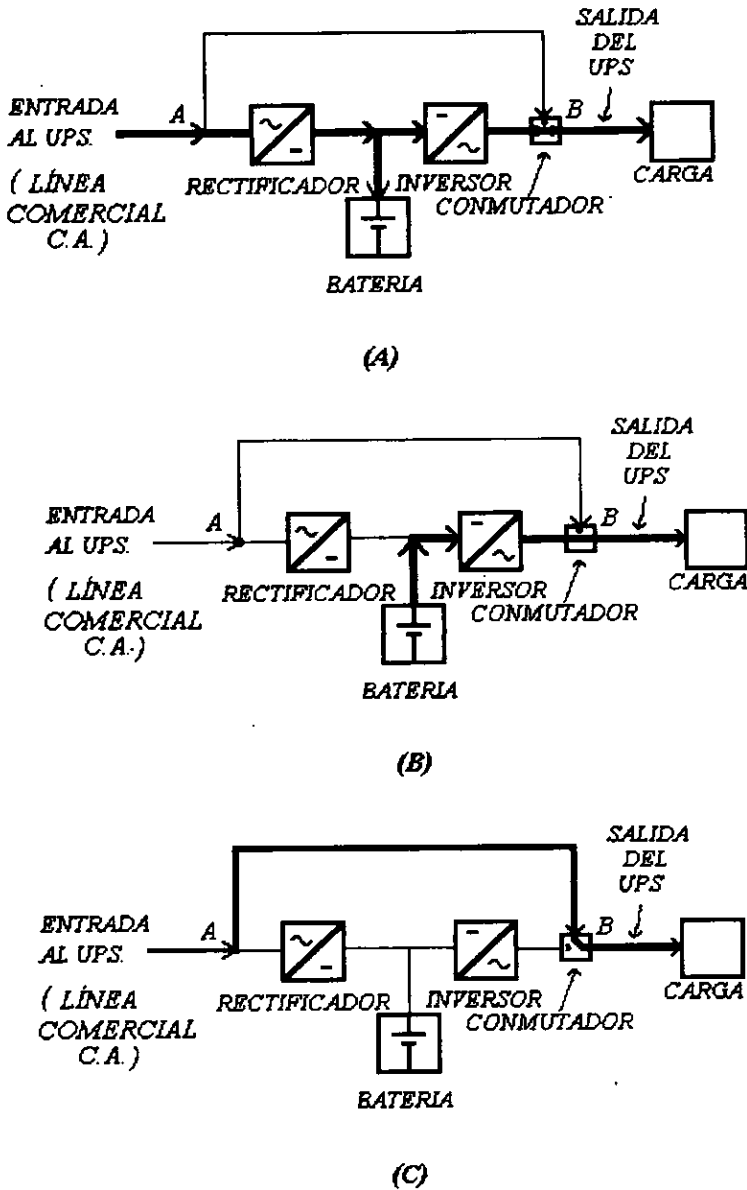 SALIDA
DEL
UPS
ENTRADA
AL UPS.
A
B
( LÍNEA
COMERCIAL
C.A. )
RECTIFICADOR
INVERSOR
CONMUTADOR
CARGA
BATERIA
(A)
SALIDA
DEL
UPS
ENTRADA
AL UPS.
A
B
( LÍNEA
COMERCIAL
C.A. )
RECTIFICADOR
INVERSOR
CONMUTADOR
CARGA
BATERIA
(B)
SALIDA
DEL
UPS
ENTRADA
AL UPS.
A
B
( LÍNEA
COMERCIAL
C.A. )
RECTIFICADOR
INVERSOR
CONMUTADOR
CARGA
BATERIA
(C)